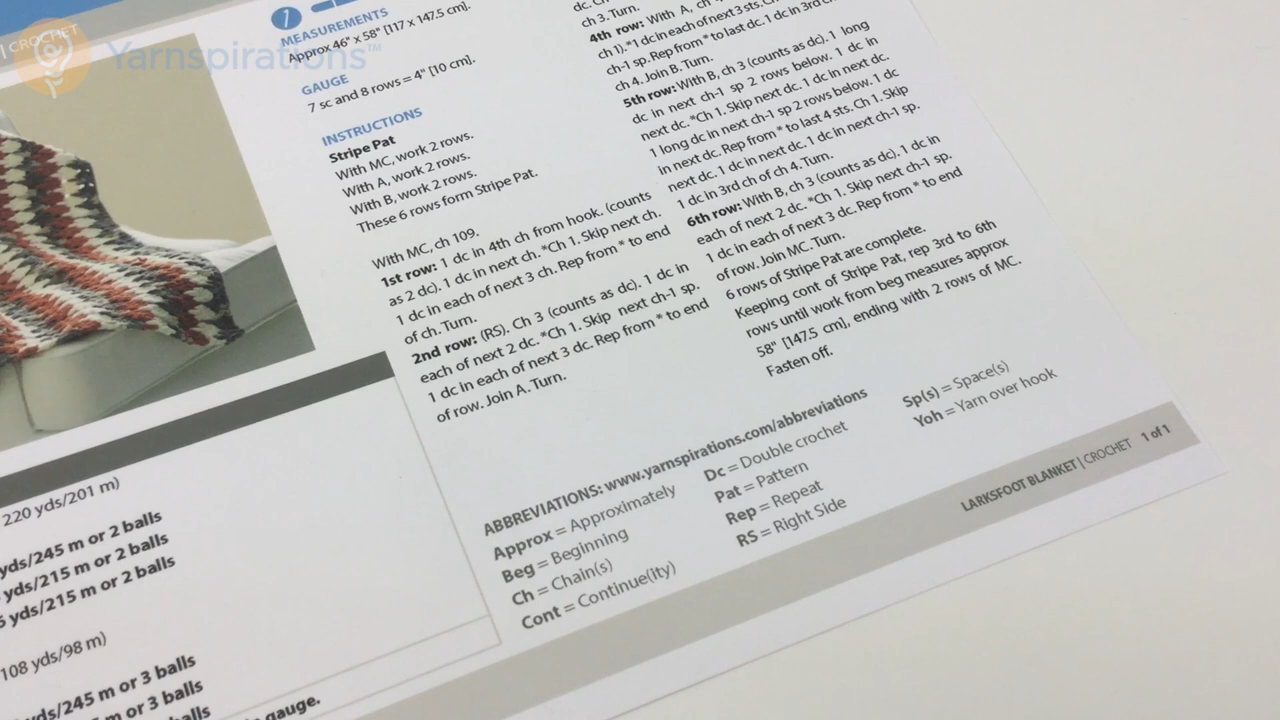 | CROCHET
Yarnspirations™
MEASUREMENTS
Approx 46" x 58" [117 x 147.5 cm].
GAUGE
7 sc and 8 rows = 4" [10 cm].
INSTRUCTIONS
Stripe Pat
With MC, work 2 rows.
With A, work 2 rows.
With B, work 2 rows.
These 6 rows form Stripe Pat.
With MC, ch 109.
1st row: 1 dc in 4th ch from hook. (counts
as 2 dc). 1 dc in next ch. *Ch 1. Skip next ch.
1 dc in each of next 3 ch. Rep from * to end
of ch. Turn.
2nd row: (RS). Ch 3 (counts as dc). 1 dc in
each of next 2 dc. *Ch 1. Skip next ch-1 sp.
1 dc in each of next 3 dc. Rep from * to end
of row. Join A. Turn.
ch 3. Turn.
4th row: With A, ch
ch 1).*1 dc in each of next 3 sts. Ch
ch-1 sp. Rep from * to last dc. 1 dc in 3rd
ch 4. Join B. Turn.
5th row: With B, ch 3 (counts as dc). 1 long
dc in next ch-1 sp 2 rows below. 1 dc in
next dc. *Ch 1. Skip next dc. 1 dc in next dc.
1 long dc in next ch-1 sp 2 rows below. 1 dc
in next dc. Rep from * to last 4 sts. Ch 1. Skip
next dc. 1 dc in next dc. 1 dc in next ch-1 sp.
1 dc in 3rd ch of ch 4. Turn.
6th row: With B, ch 3 (counts as dc). 1 dc in
each of next 2 dc. *Ch 1. Skip next ch-1 sp.
1 dc in each of next 3 dc. Rep from * to end
of row. Join MC. Turn.
6 rows of Stripe Pat are complete.
Keeping cont of Stripe Pat, rep 3rd to 6th
rows until work from beg measures approx
58" [147.5 cm], ending with 2 rows of MC.
Fasten off.
220 yds/201 m)
yds/245 m or 2 balls
yds/215 m or 2 balls
yds/215 m or 2 balls
108 yds/98 m)
yds/245 m or 3 balls
m or 3 balls
balls
gauge.
ABBREVIATIONS: www.yarnspirations.com/abbreviations
Approx = Approximately
Beg = Beginning
Ch = Chain(s)
Cont = Continue(ity)
Dc = Double crochet
Pat = Pattern
Rep = Repeat
RS = Right Side
Sp(s) = Space(s)
Yoh = Yarn over hook
LARKSFOOT BLANKET | CROCHET 1 of 1